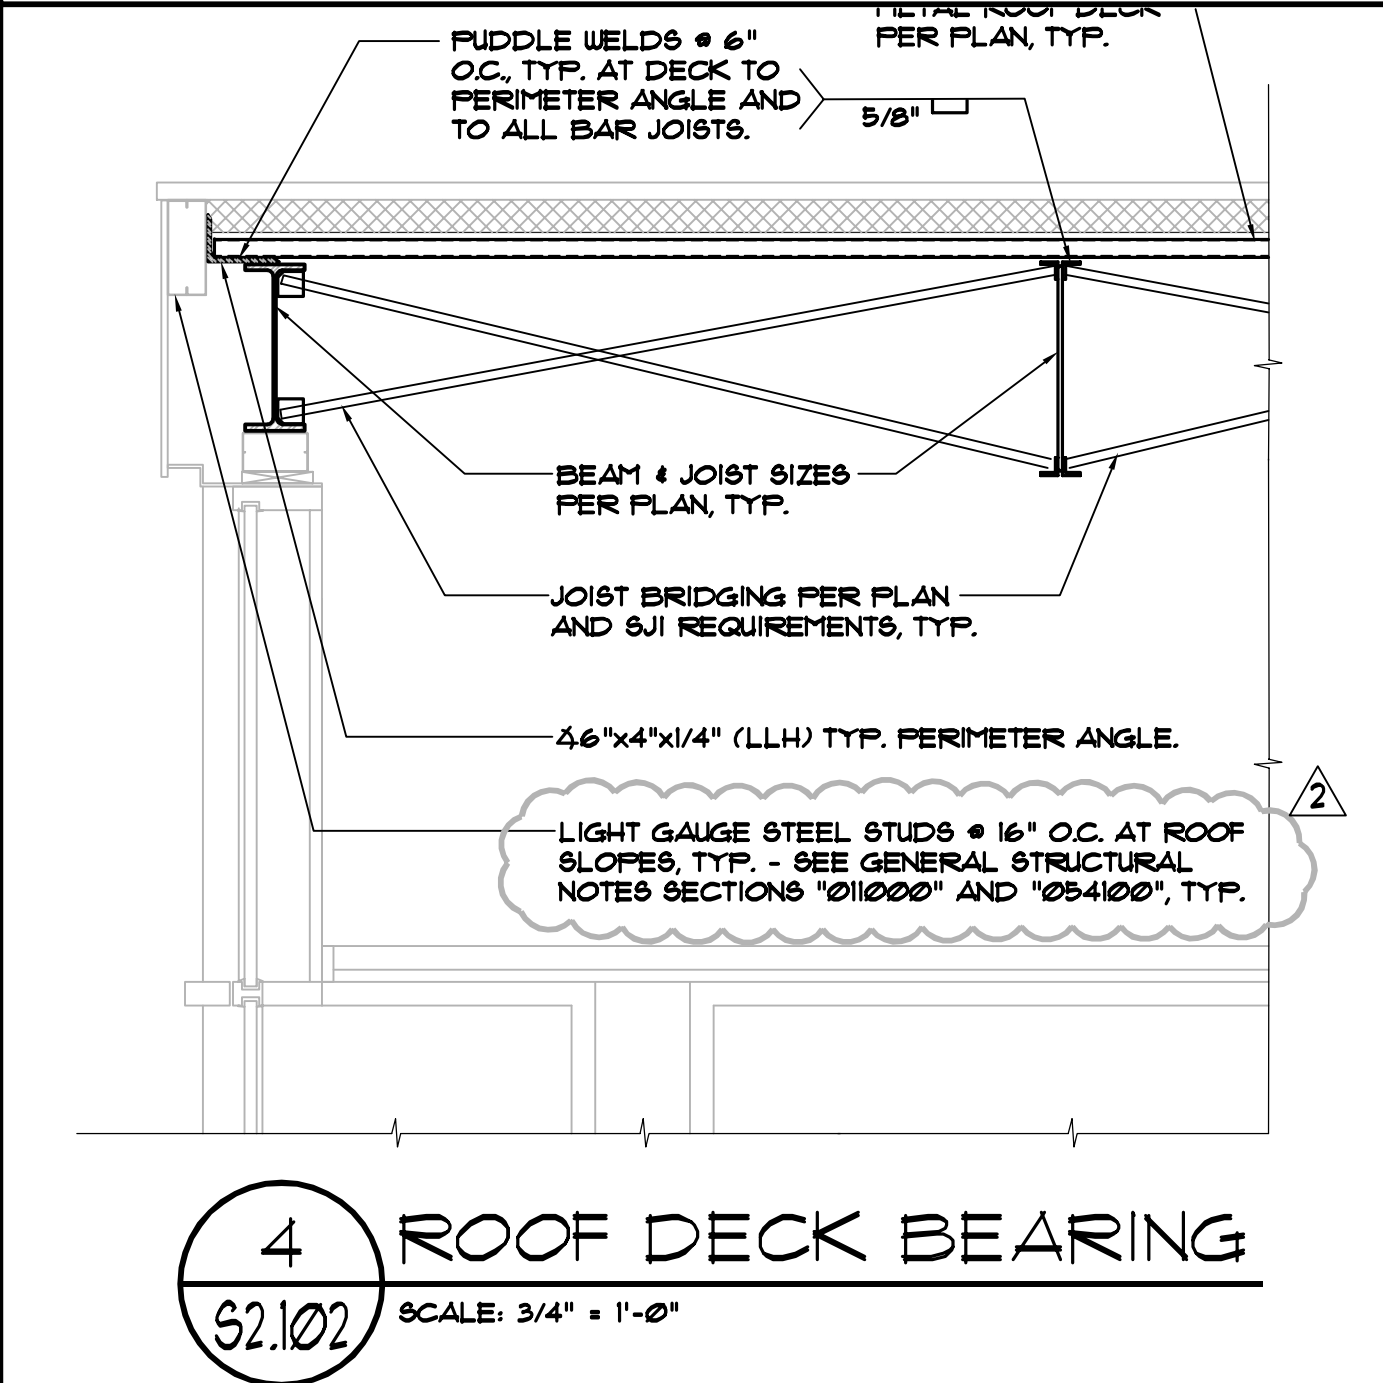 METAL ROOF DECK
PER PLAN, TYP.
PUDDLE WELDS @ 6"
O.C., TYP. AT DECK TO
PERIMETER ANGLE AND
TO ALL BAR JOISTS.
5/8"
BEAM & JOIST SIZES
PER PLAN, TYP.
JOIST BRIDGING PER PLAN
AND SJI REQUIREMENTS, TYP.
∡6"x4"x1/4" (LLH) TYP. PERIMETER ANGLE.
2
LIGHT GAUGE STEEL STUDS @ 16" O.C. AT ROOF
SLOPES, TYP. - SEE GENERAL STRUCTURAL
NOTES SECTIONS "011000" AND "054100", TYP.
4
ROOF DECK BEARING
S2.102
SCALE: 3/4" = 1'-0"